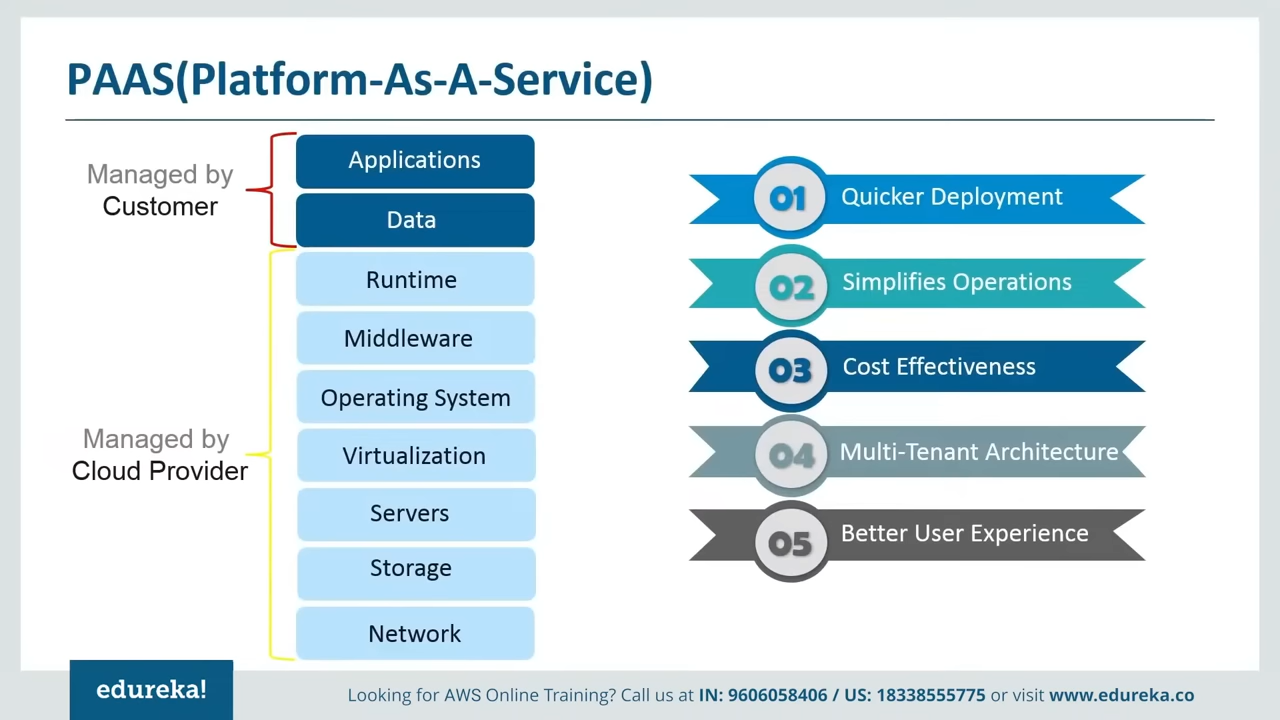 PAAS(Platform-As-A-Service)
Managed by
Customer
Applications
Data
Managed by
Cloud Provider
Runtime
Middleware
Operating System
Virtualization
Servers
Storage
Network
01 Quicker Deployment
02 Simplifies Operations
03 Cost Effectiveness
04 Multi-Tenant Architecture
05 Better User Experience
edureka!
Looking for AWS Online Training? Call us at IN: 9606058406 / US: 18338555775 or visit www.edureka.co